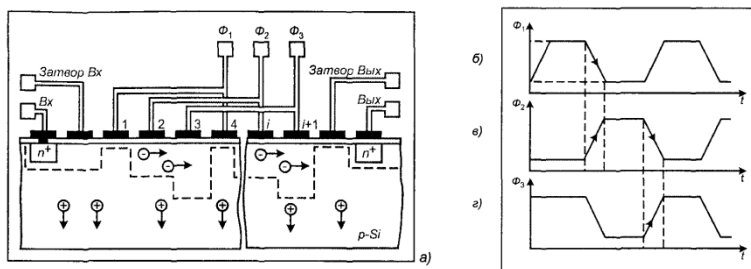 Ф1 Ф2 Ф3
Затвор Вх
Затвор Вых
Вх
Вых
1 2 3 4 i i+1
n+ n+
p-Si
а)
Ф1
б)
t
Ф2
в)
t
Ф3
г)
t